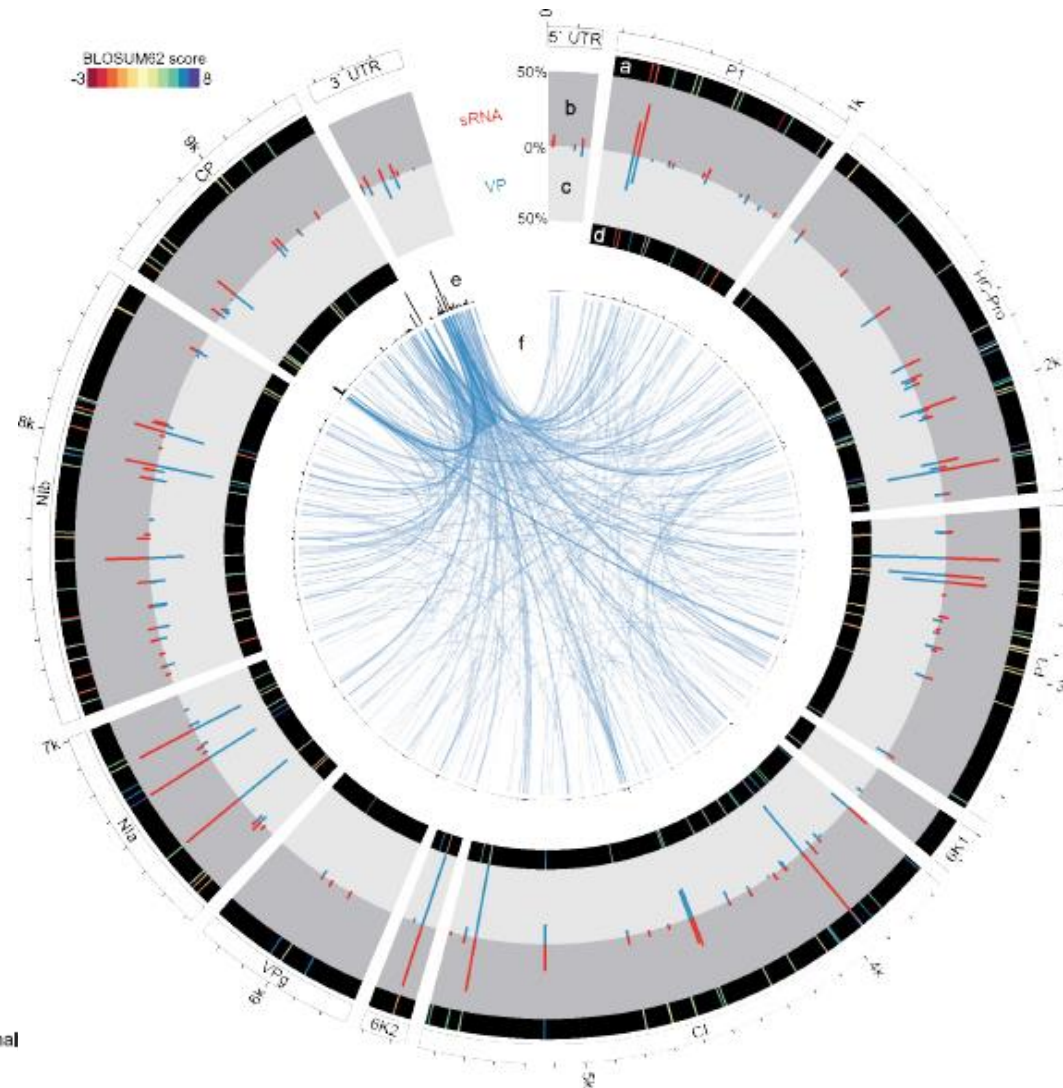 BLOSUM62 score
-3 8
3´ UTR
0
5´ UTR
50%
0%
50%
sRNA
VP
a
b
c
d
e
f
P1
1k
HC-Pro
2k
P3
6K1
4k
CI
5k
6K2
VPg
6k
NIa
7k
NIb
8k
CP
9k